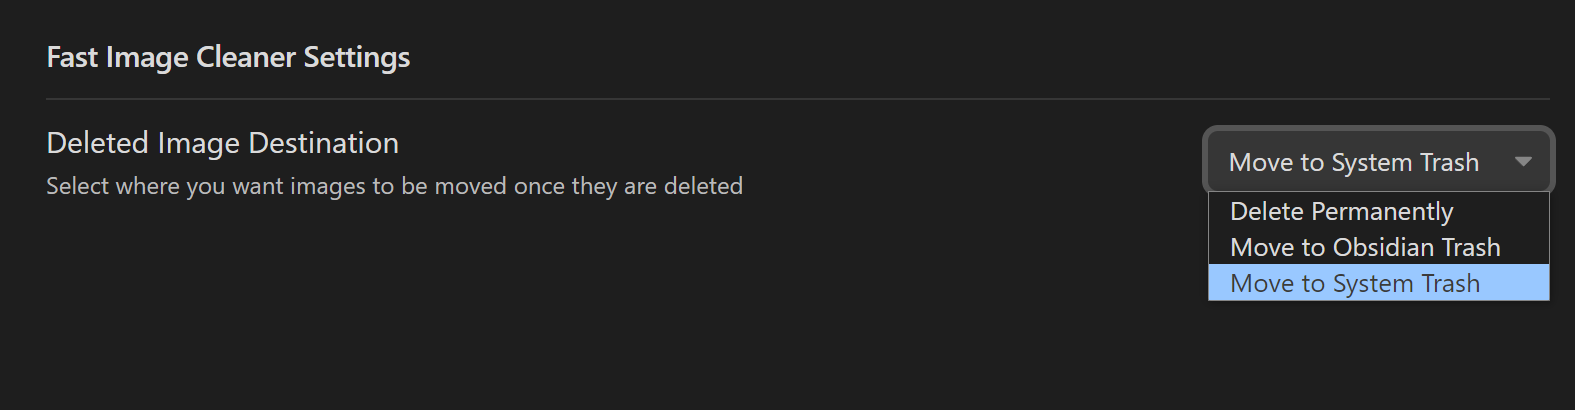 Fast Image Cleaner Settings
Deleted Image Destination
Select where you want images to be moved once they are deleted
Move to System Trash
Delete Permanently
Move to Obsidian Trash
Move to System Trash